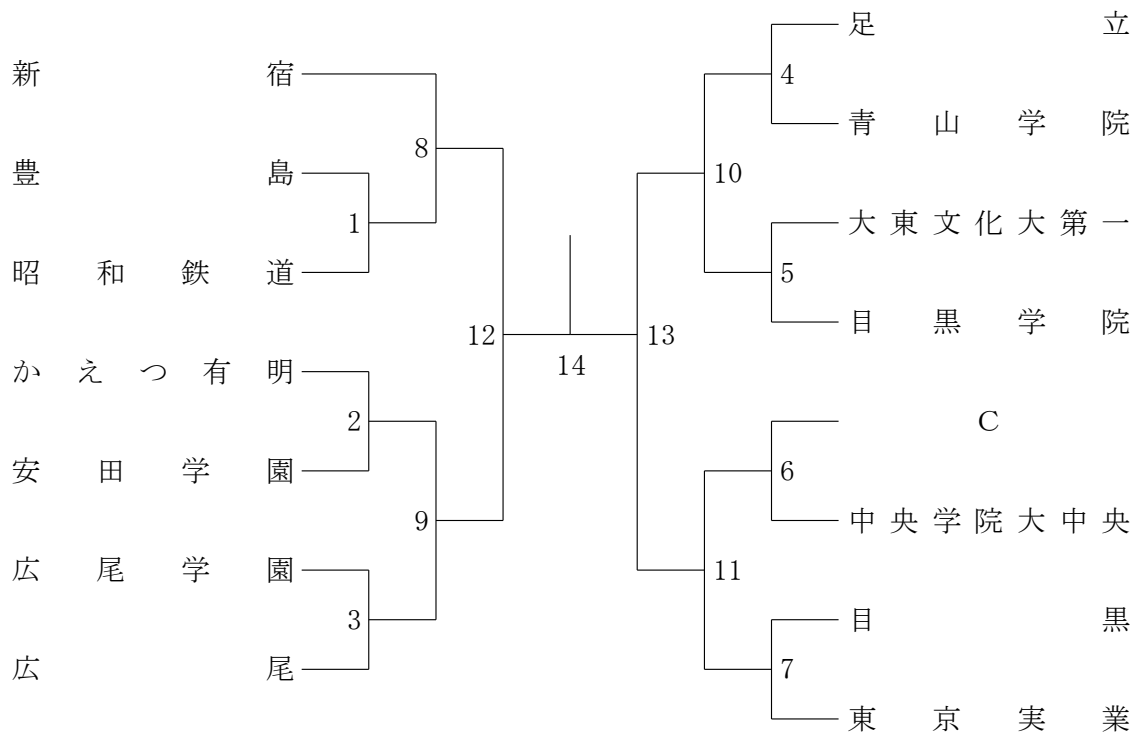 新宿
豊島
昭和鉄道
かえつ有明
安田学園
広尾学園
広尾
1
2
3
8
9
12
14
13
10
11
4
5
6
7
足立
青山学院
大東文化大第一
目黒学院
C
中央学院大中央
目黒
東京実業